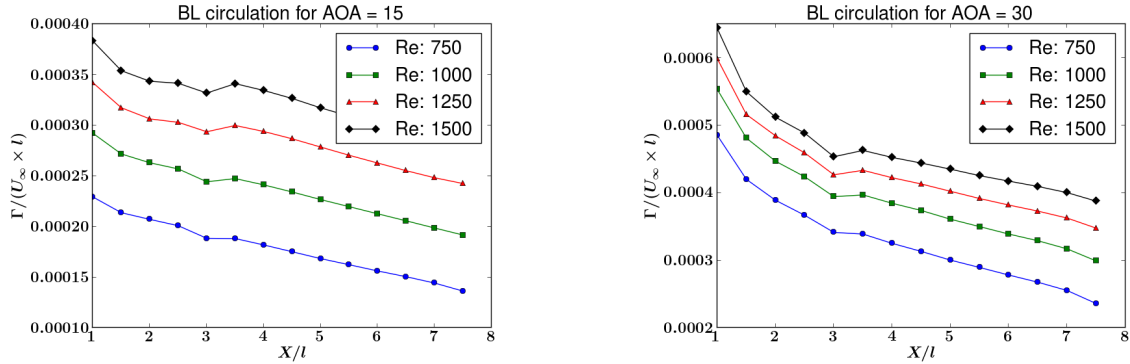 BL circulation for AOA = 15
0.00040
0.00035
0.00030
0.00025
0.00020
0.00015
0.00010
Γ/(U∞ × l)
Re: 750
Re: 1000
Re: 1250
Re: 1500
1 2 3 4 5 6 7 8
X/l
BL circulation for AOA = 30
0.0006
0.0005
0.0004
0.0003
0.0002
Γ/(U∞ × l)
Re: 750
Re: 1000
Re: 1250
Re: 1500
1 2 3 4 5 6 7 8
X/l